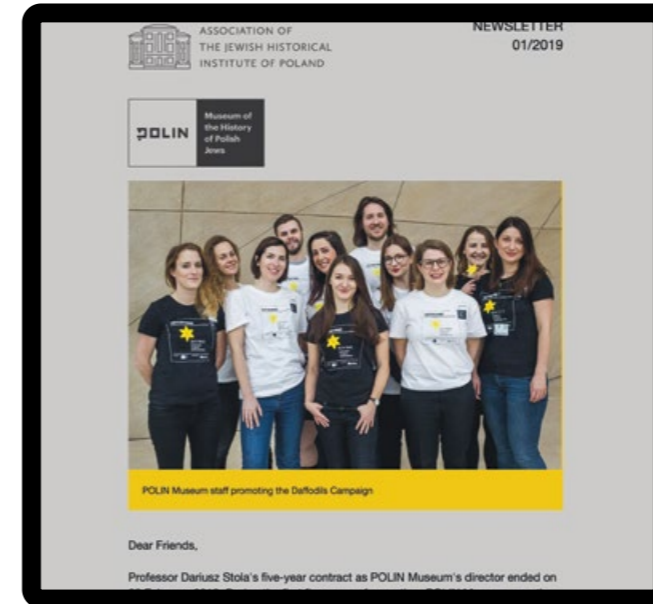 NEWSLETTER
ASSOCIATION OF
THE JEWISH HISTORICAL
INSTITUTE OF POLAND
01/2019
POLIN
Museum of
the History
of Polish
Jews
POLIN Museum staff promoting the Daffodils Campaign
Dear Friends,
Professor Dariusz Stola's five-year contract as POLIN Museum's director ended on